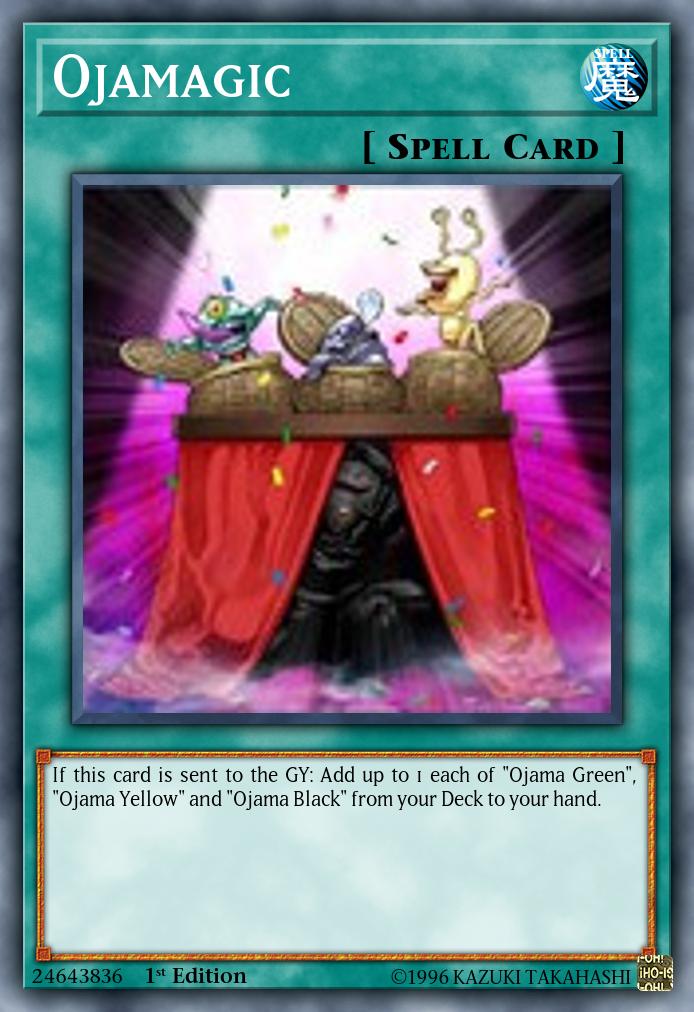 Ojamagic
SPELL
魔
[ Spell Card ]
If this card is sent to the GY: Add up to 1 each of "Ojama Green",
"Ojama Yellow" and "Ojama Black" from your Deck to your hand.
24643836 1st Edition ©1996 KAZUKI TAKAHASHI